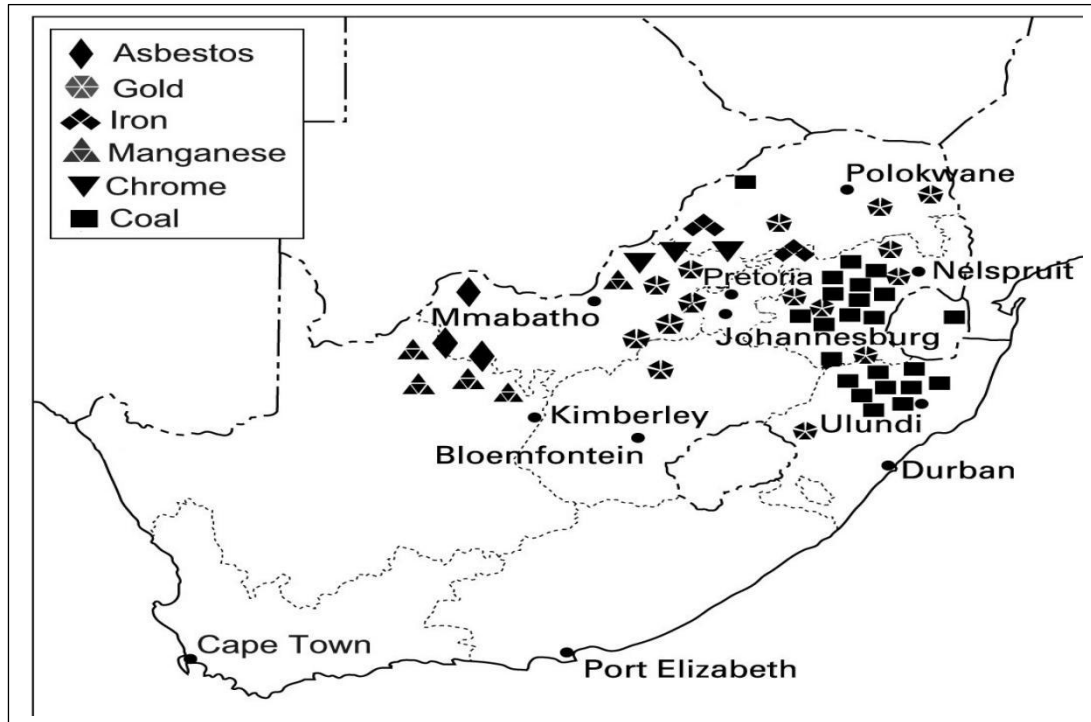 Asbestos
Gold
Iron
Manganese
Chrome
Coal
Polokwane
Nelspruit
Pretoria
Mmabatho
Johannesburg
Kimberley
Ulundi
Bloemfontein
Durban
Cape Town
Port Elizabeth